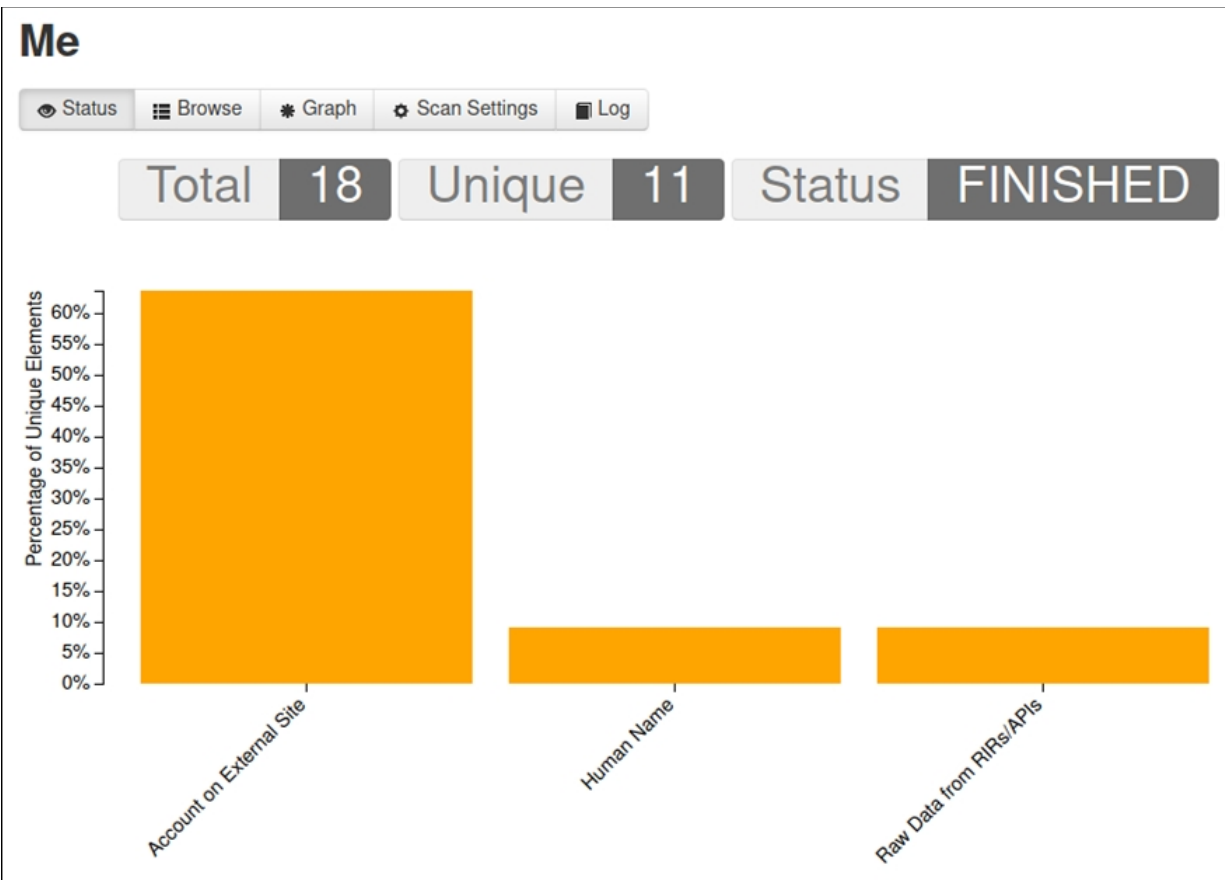 Me
Status Browse Graph Scan Settings Log
Total 18 Unique 11 Status FINISHED
Percentage of Unique Elements
60%
55%
50%
45%
40%
35%
30%
25%
20%
15%
10%
5%
0%
Account on External Site
Human Name
Raw Data from RIRs/APIs